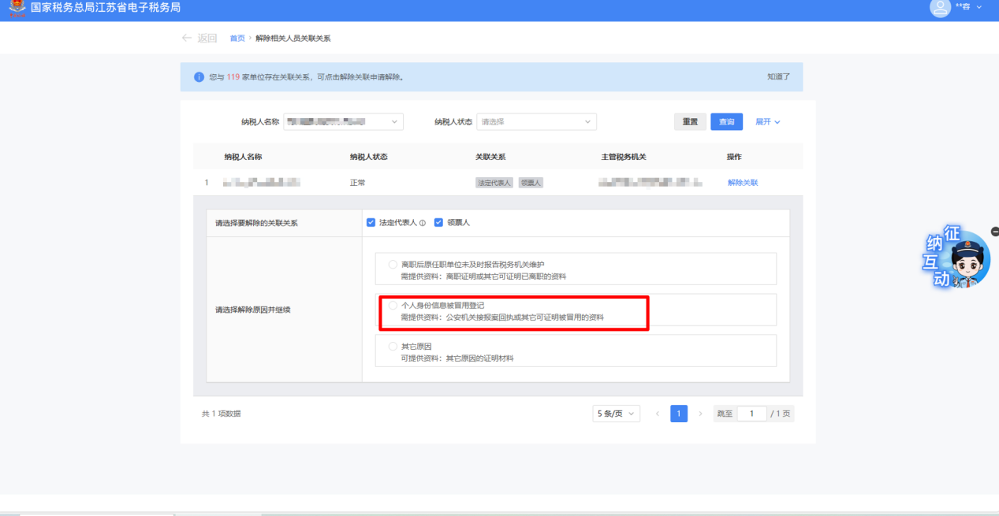 国家税务总局江苏省电子税务局
**容
返回 首页 › 解除相关人员关联关系
您与 119 家单位存在关联关系，可点击解除关联申请解除。 知道了
纳税人名称 纳税人状态 请选择 重置 查询 展开
纳税人名称 纳税人状态 关联关系 主管税务机关 操作
1 正常 法定代表人 领票人 解除关联
请选择要解除的关联关系 法定代表人 领票人
离职后原任职单位未及时报告税务机关维护
需提供资料：离职证明或其它可证明已离职的资料
请选择解除原因并继续
个人身份信息被冒用登记
需提供资料：公安机关接报案回执或其它可证明被冒用的资料
其它原因
可提供资料：其它原因的证明材料
共 1 项数据 5 条/页 1 跳至 1 / 1 页
征
纳
互
动